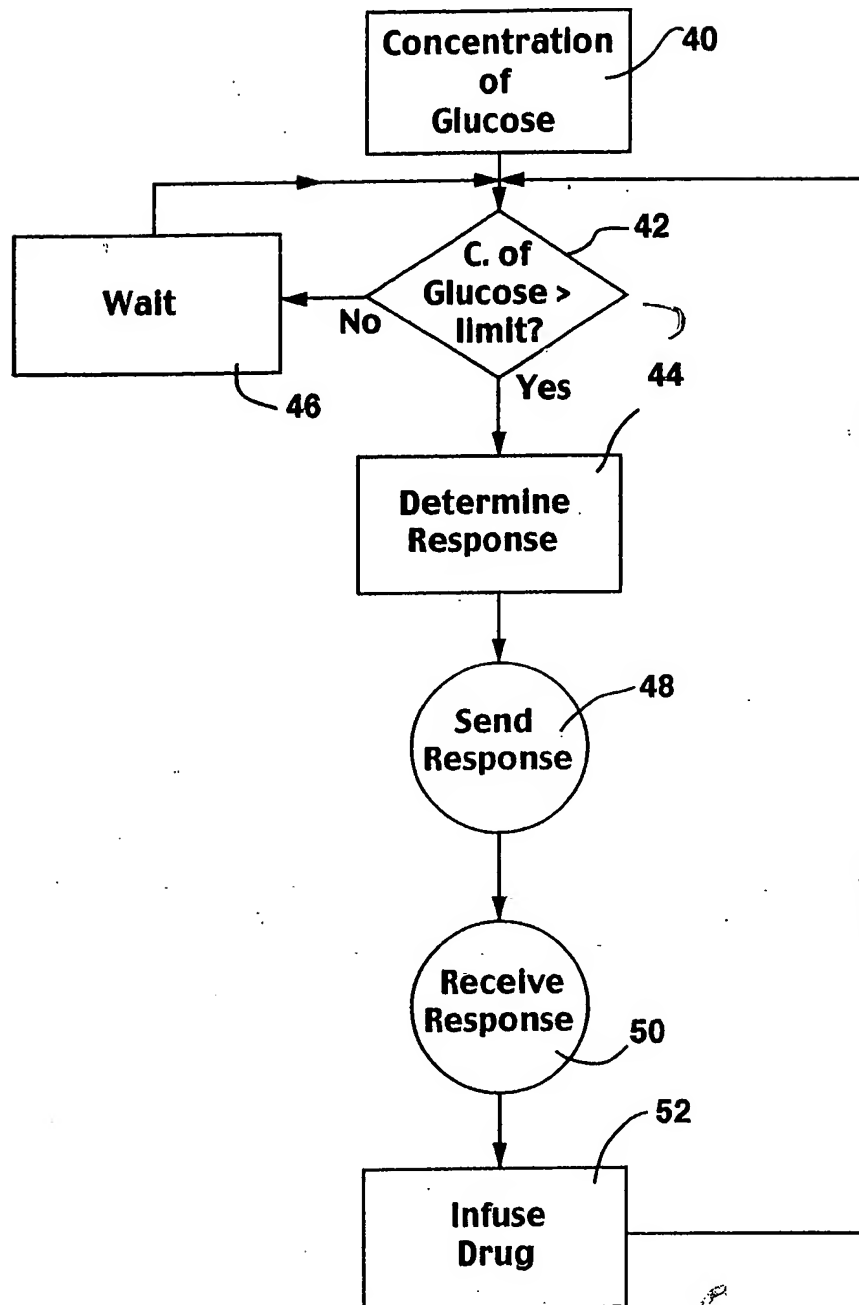 Concentration
of
Glucose
40
42
C. of
Glucose >
limit?
No
Wait
46
Yes
44
Determine
Response
48
Send
Response
Receive
Response
50
52
Infuse
Drug